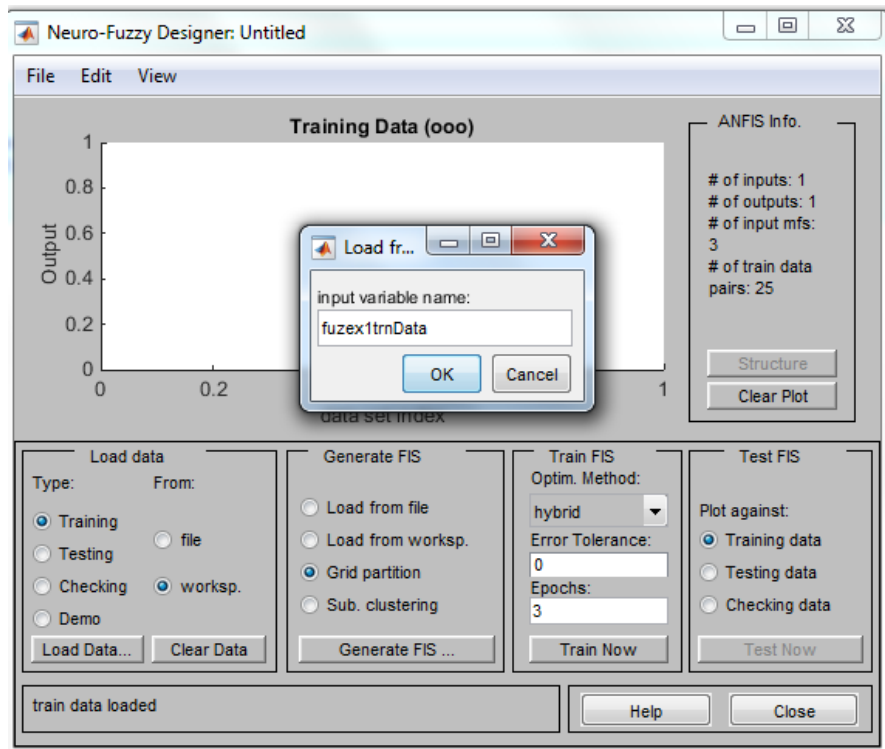 Neuro-Fuzzy Designer: Untitled
File Edit View
Training Data (ooo)
1
0.8
0.6
0.4
0.2
0
Output
0 0.2 1
data set index
ANFIS Info.
# of inputs: 1
# of outputs: 1
# of input mfs:
3
# of train data
pairs: 25
Structure
Clear Plot
Load fr...
input variable name:
fuzex1trnData
OK Cancel
Load data
Type: From:
Training
Testing
Checking
Demo
file
worksp.
Load Data... Clear Data
Generate FIS
Load from file
Load from worksp.
Grid partition
Sub. clustering
Generate FIS ...
Train FIS
Optim. Method:
hybrid
Error Tolerance:
0
Epochs:
3
Train Now
Test FIS
Plot against:
Training data
Testing data
Checking data
Test Now
train data loaded
Help Close